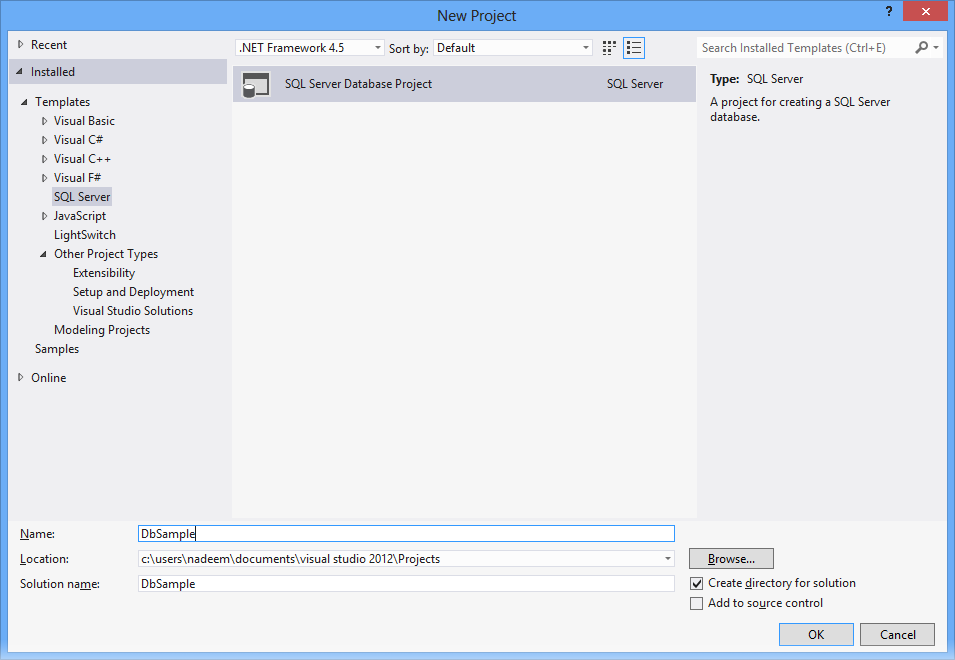 New Project
?
Recent
Installed
Templates
Visual Basic
Visual C#
Visual C++
Visual F#
SQL Server
JavaScript
LightSwitch
Other Project Types
Extensibility
Setup and Deployment
Visual Studio Solutions
Modeling Projects
Samples
Online
.NET Framework 4.5
Sort by: Default
SQL Server Database Project SQL Server
Search Installed Templates (Ctrl+E)
Type: SQL Server
A project for creating a SQL Server
database.
Name: DbSample
Location: c:\users\nadeem\documents\visual studio 2012\Projects
Browse...
Solution name: DbSample
Create directory for solution
Add to source control
OK Cancel